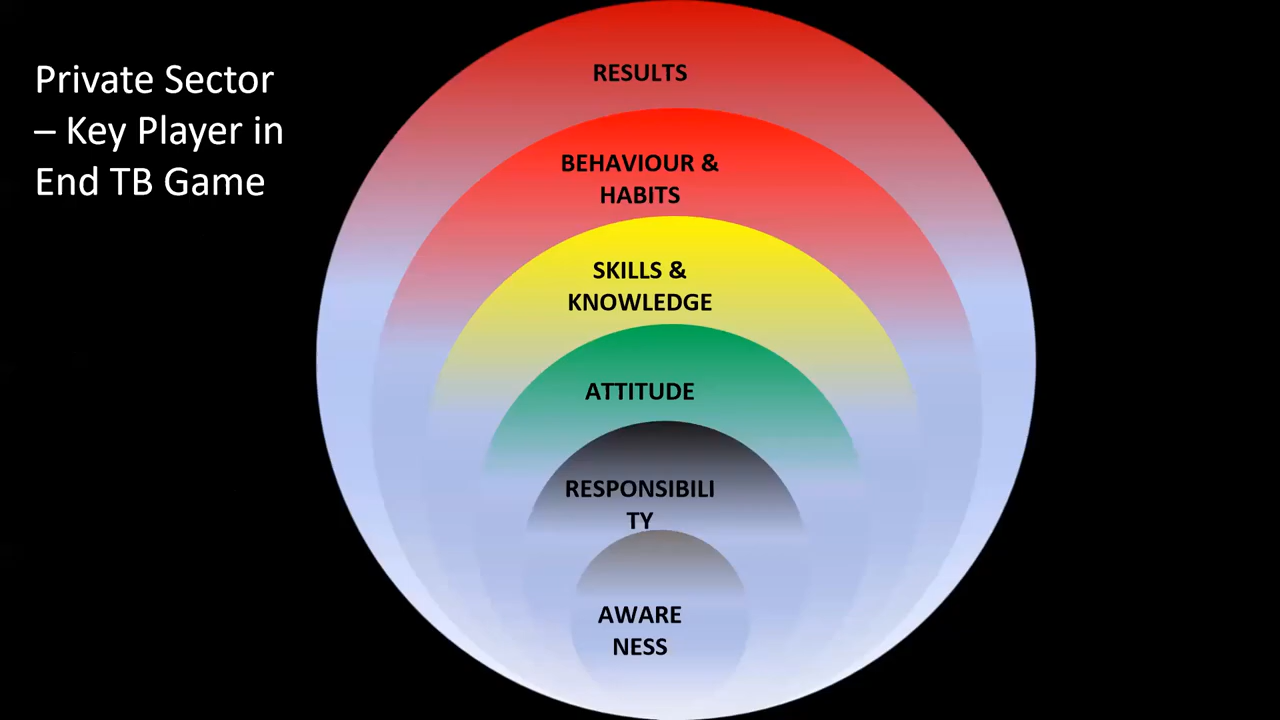 Private Sector
– Key Player in
End TB Game
RESULTS
BEHAVIOUR &
HABITS
SKILLS &
KNOWLEDGE
ATTITUDE
RESPONSIBILI
TY
AWARE
NESS